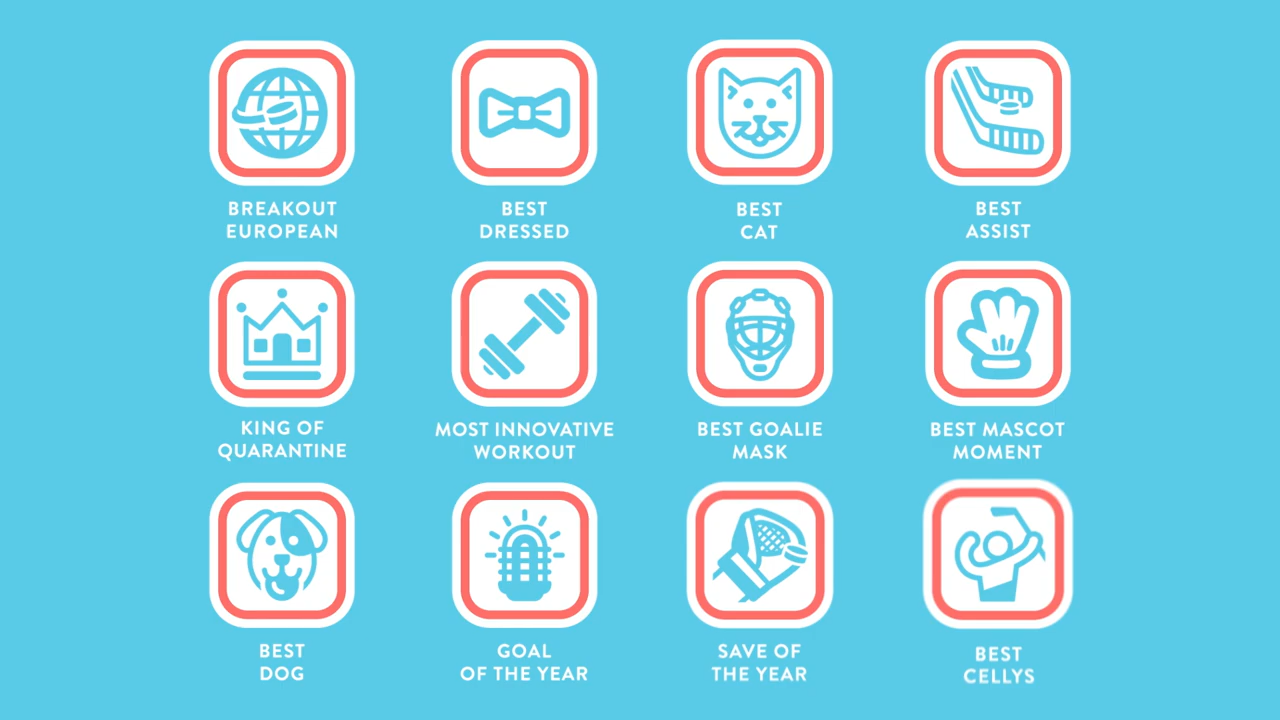 BREAKOUT
EUROPEAN
BEST
DRESSED
BEST
CAT
BEST
ASSIST
KING OF
QUARANTINE
MOST INNOVATIVE
WORKOUT
BEST GOALIE
MASK
BEST MASCOT
MOMENT
BEST
DOG
GOAL
OF THE YEAR
SAVE OF
THE YEAR
BEST
CELLYS